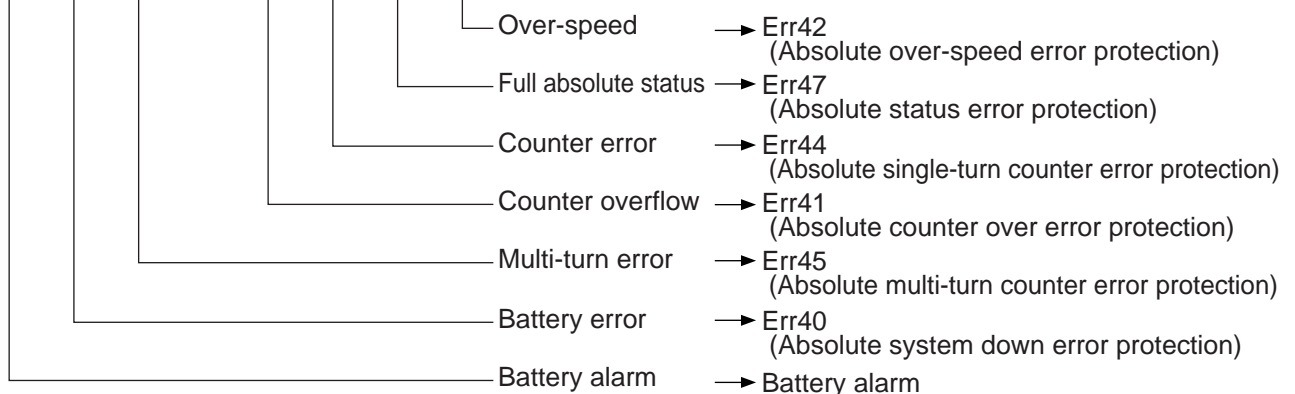 Over-speed Err42
(Absolute over-speed error protection)
Full absolute status Err47
(Absolute status error protection)
Counter error Err44
(Absolute single-turn counter error protection)
Counter overflow Err41
(Absolute counter over error protection)
Multi-turn error Err45
(Absolute multi-turn counter error protection)
Battery error Err40
(Absolute system down error protection)
Battery alarm Battery alarm